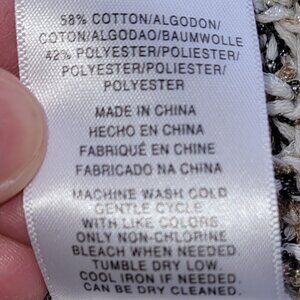 58% COTTON/ALGODON/
COTON/ALGODAO/BAUMWOLLE
42% POLYESTER/POLIESTER/
POLYESTER/POLIESTER/
POLYESTER
MADE IN CHINA
HECHO EN CHINA
FABRIQUÉ EN CHINE
FABRICADO NA CHINA
MACHINE WASH COLD
GENTLE CYCLE
WITH LIKE COLORS
ONLY NON-CHLORINE
BLEACH WHEN NEEDED
TUMBLE DRY LOW.
COOL IRON IF NEEDED.
CAN BE DRY CLEANED.